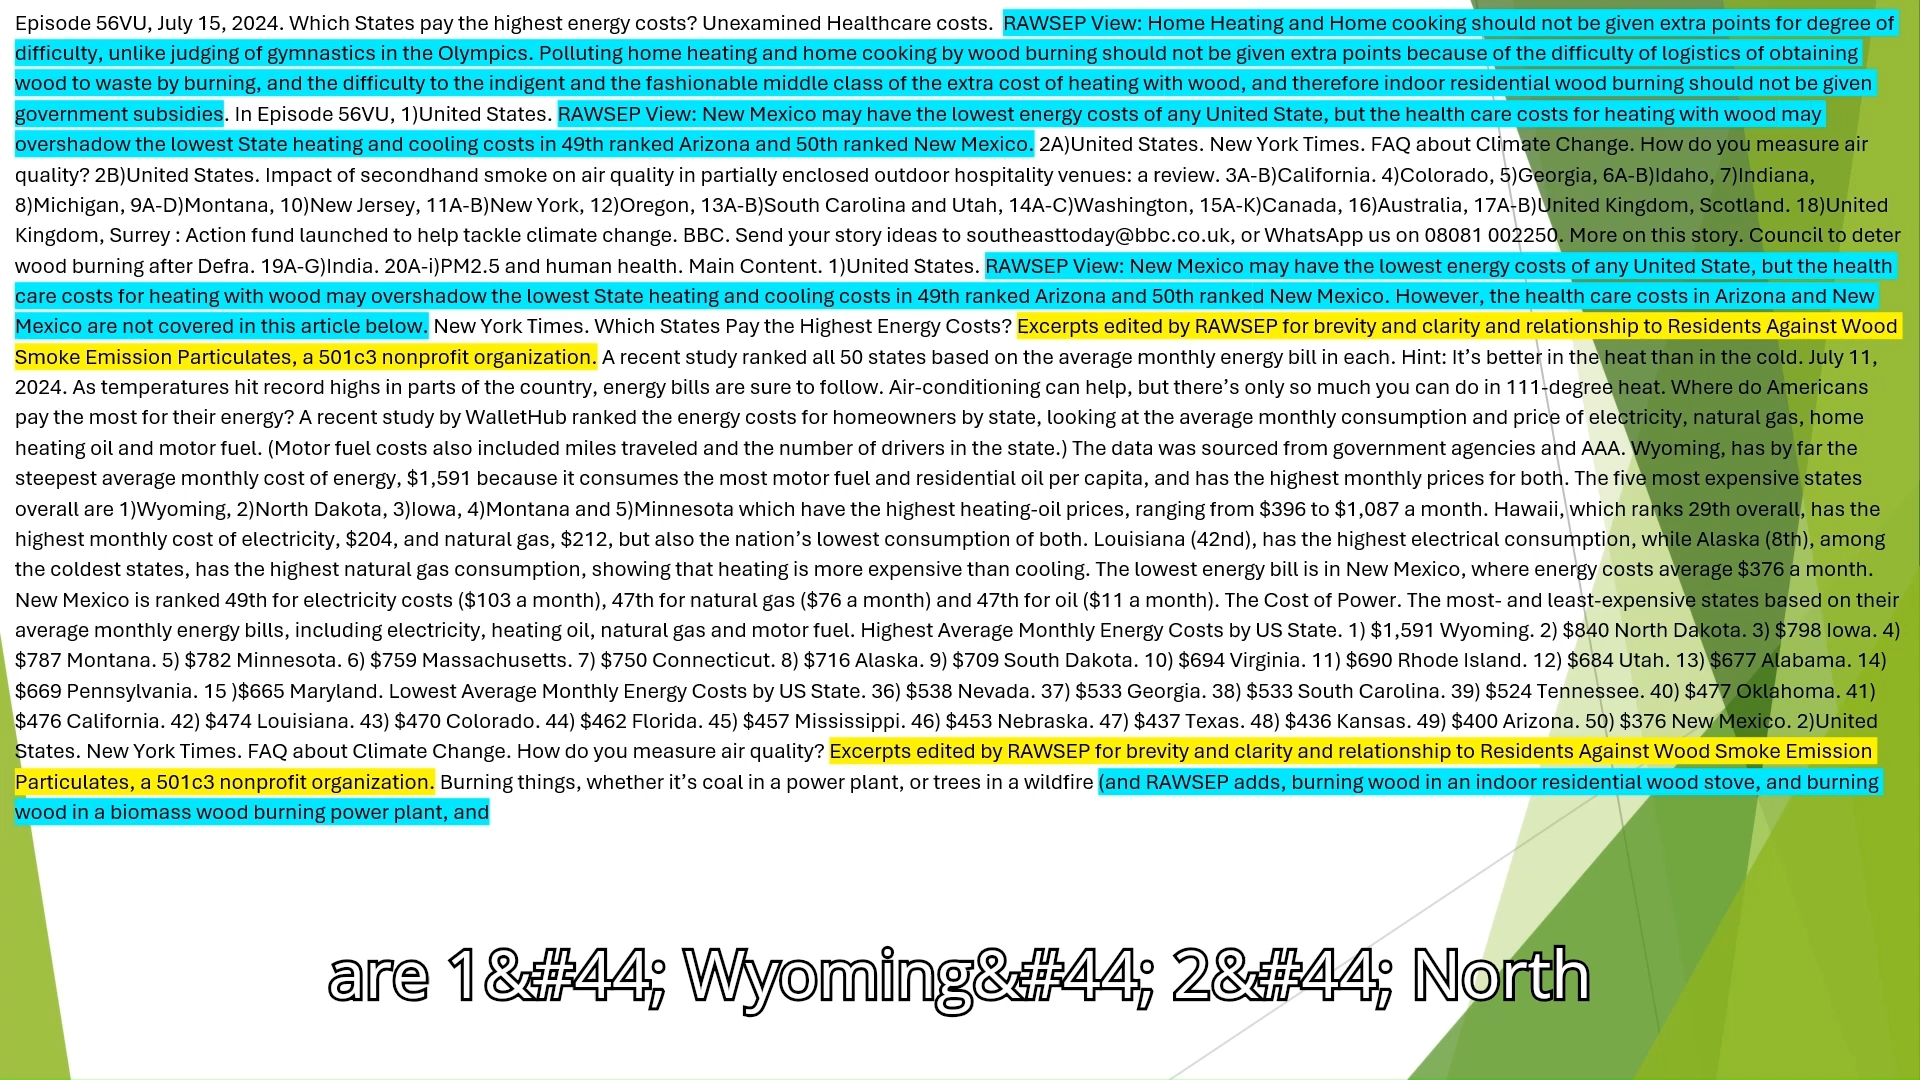 Episode 56VU, July 15, 2024. Which States pay the highest energy costs? Unexamined Healthcare costs. RAWSEP View: Home Heating and Home cooking should not be given extra points for degree of
difficulty, unlike judging of gymnastics in the Olympics. Polluting home heating and home cooking by wood burning should not be given extra points because of the difficulty of logistics of obtaining
wood to waste by burning, and the difficulty to the indigent and the fashionable middle class of the extra cost of heating with wood, and therefore indoor residential wood burning should not be given
government subsidies. In Episode 56VU, 1)United States. RAWSEP View: New Mexico may have the lowest energy costs of any United State, but the health care costs for heating with wood may
overshadow the lowest State heating and cooling costs in 49th ranked Arizona and 50th ranked New Mexico. 2A)United States. New York Times. FAQ about Climate Change. How do you measure air
quality? 2B)United States. Impact of secondhand smoke on air quality in partially enclosed outdoor hospitality venues: a review. 3A-B)California. 4)Colorado, 5)Georgia, 6A-B)Idaho, 7)Indiana,
8)Michigan, 9A-D)Montana, 10)New Jersey, 11A-B)New York, 12)Oregon, 13A-B)South Carolina and Utah, 14A-C)Washington, 15A-K)Canada, 16)Australia, 17A-B)United Kingdom, Scotland. 18)United
Kingdom, Surrey : Action fund launched to help tackle climate change. BBC. Send your story ideas to southeasttoday@bbc.co.uk, or WhatsApp us on 08081 002250. More on this story. Council to deter
wood burning after Defra. 19A-G)India. 20A-i)PM2.5 and human health. Main Content. 1)United States. RAWSEP View: New Mexico may have the lowest energy costs of any United State, but the health
care costs for heating with wood may overshadow the lowest State heating and cooling costs in 49th ranked Arizona and 50th ranked New Mexico. However, the health care costs in Arizona and New
Mexico are not covered in this article below. New York Times. Which States Pay the Highest Energy Costs? Excerpts edited by RAWSEP for brevity and clarity and relationship to Residents Against Wood
Smoke Emission Particulates, a 501c3 nonprofit organization. A recent study ranked all 50 states based on the average monthly energy bill in each. Hint: It’s better in the heat than in the cold. July 11,
2024. As temperatures hit record highs in parts of the country, energy bills are sure to follow. Air-conditioning can help, but there’s only so much you can do in 111-degree heat. Where do Americans
pay the most for their energy? A recent study by WalletHub ranked the energy costs for homeowners by state, looking at the average monthly consumption and price of electricity, natural gas, home
heating oil and motor fuel. (Motor fuel costs also included miles traveled and the number of drivers in the state.) The data was sourced from government agencies and AAA. Wyoming, has by far the
steepest average monthly cost of energy, $1,591 because it consumes the most motor fuel and residential oil per capita, and has the highest monthly prices for both. The five most expensive states
overall are 1)Wyoming, 2)North Dakota, 3)Iowa, 4)Montana and 5)Minnesota which have the highest heating-oil prices, ranging from $396 to $1,087 a month. Hawaii, which ranks 29th overall, has the
highest monthly cost of electricity, $204, and natural gas, $212, but also the nation’s lowest consumption of both. Louisiana (42nd), has the highest electrical consumption, while Alaska (8th), among
the coldest states, has the highest natural gas consumption, showing that heating is more expensive than cooling. The lowest energy bill is in New Mexico, where energy costs average $376 a month.
New Mexico is ranked 49th for electricity costs ($103 a month), 47th for natural gas ($76 a month) and 47th for oil ($11 a month). The Cost of Power. The most- and least-expensive states based on their
average monthly energy bills, including electricity, heating oil, natural gas and motor fuel. Highest Average Monthly Energy Costs by US State. 1) $1,591 Wyoming. 2) $840 North Dakota. 3) $798 Iowa. 4)
$787 Montana. 5) $782 Minnesota. 6) $759 Massachusetts. 7) $750 Connecticut. 8) $716 Alaska. 9) $709 South Dakota. 10) $694 Virginia. 11) $690 Rhode Island. 12) $684 Utah. 13) $677 Alabama. 14)
$669 Pennsylvania. 15 )$665 Maryland. Lowest Average Monthly Energy Costs by US State. 36) $538 Nevada. 37) $533 Georgia. 38) $533 South Carolina. 39) $524 Tennessee. 40) $477 Oklahoma. 41)
$476 California. 42) $474 Louisiana. 43) $470 Colorado. 44) $462 Florida. 45) $457 Mississippi. 46) $453 Nebraska. 47) $437 Texas. 48) $436 Kansas. 49) $400 Arizona. 50) $376 New Mexico. 2)United
States. New York Times. FAQ about Climate Change. How do you measure air quality? Excerpts edited by RAWSEP for brevity and clarity and relationship to Residents Against Wood Smoke Emission
Particulates, a 501c3 nonprofit organization. Burning things, whether it’s coal in a power plant, or trees in a wildfire (and RAWSEP adds, burning wood in an indoor residential wood stove, and burning
wood in a biomass wood burning power plant, and
are 1&#44; Wyoming&#44; 2&#44; North